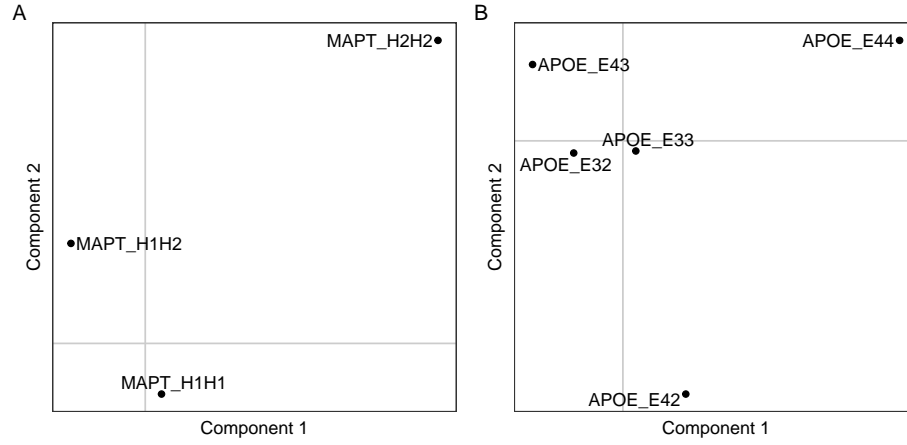 A
MAPT_H2H2
MAPT_H1H2
MAPT_H1H1
Component 2
Component 1
B
APOE_E44
APOE_E43
APOE_E33
APOE_E32
APOE_E42
Component 2
Component 1